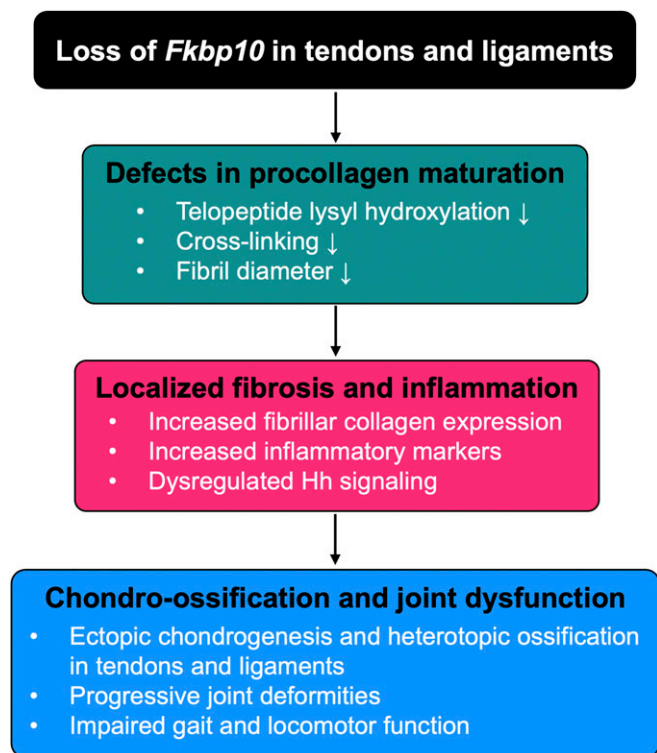 Loss of Fkbp10 in tendons and ligaments
Defects in procollagen maturation
• Telopeptide lysyl hydroxylation ↓
• Cross-linking ↓
• Fibril diameter ↓
Localized fibrosis and inflammation
• Increased fibrillar collagen expression
• Increased inflammatory markers
• Dysregulated Hh signaling
Chondro-ossification and joint dysfunction
• Ectopic chondrogenesis and heterotopic ossification
in tendons and ligaments
• Progressive joint deformities
• Impaired gait and locomotor function